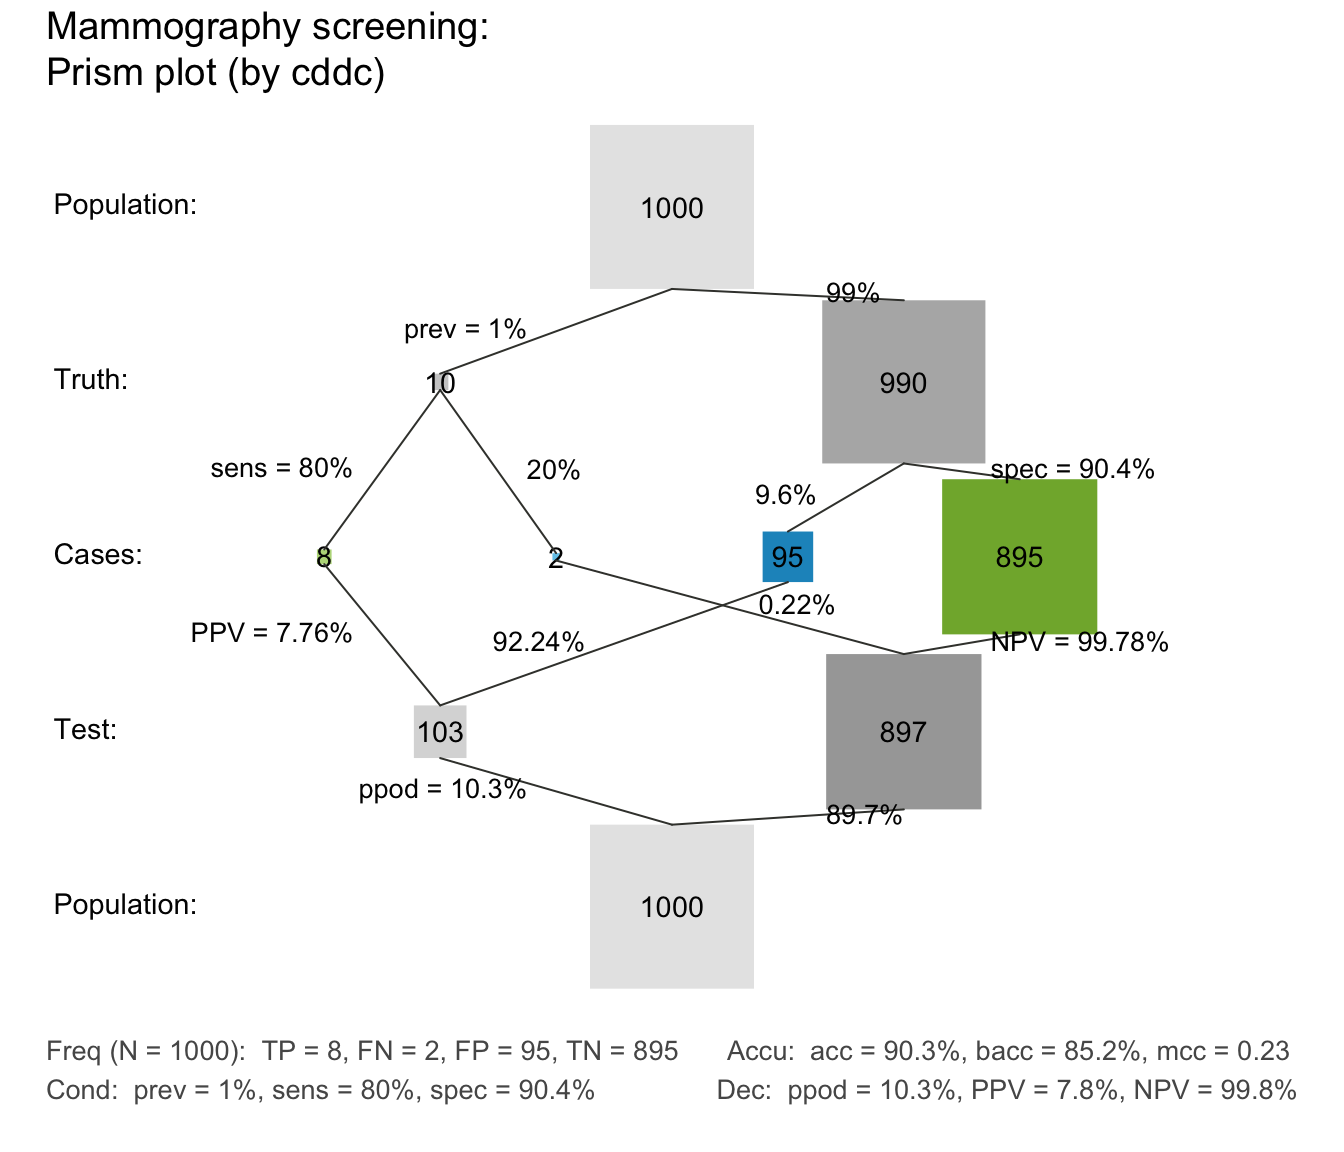 Mammography screening:
Prism plot (by cddc)
Population:
1000
99%
prev = 1%
Truth:
10
990
sens = 80%
20%
9.6%
spec = 90.4%
Cases:
8
2
95
895
PPV = 7.76%
92.24%
0.22%
NPV = 99.78%
Test:
103
897
ppod = 10.3%
89.7%
Population:
1000
Freq (N = 1000):  TP = 8, FN = 2, FP = 95, TN = 895
Accu:  acc = 90.3%, bacc = 85.2%, mcc = 0.23
Cond:  prev = 1%, sens = 80%, spec = 90.4%
Dec:  ppod = 10.3%, PPV = 7.8%, NPV = 99.8%